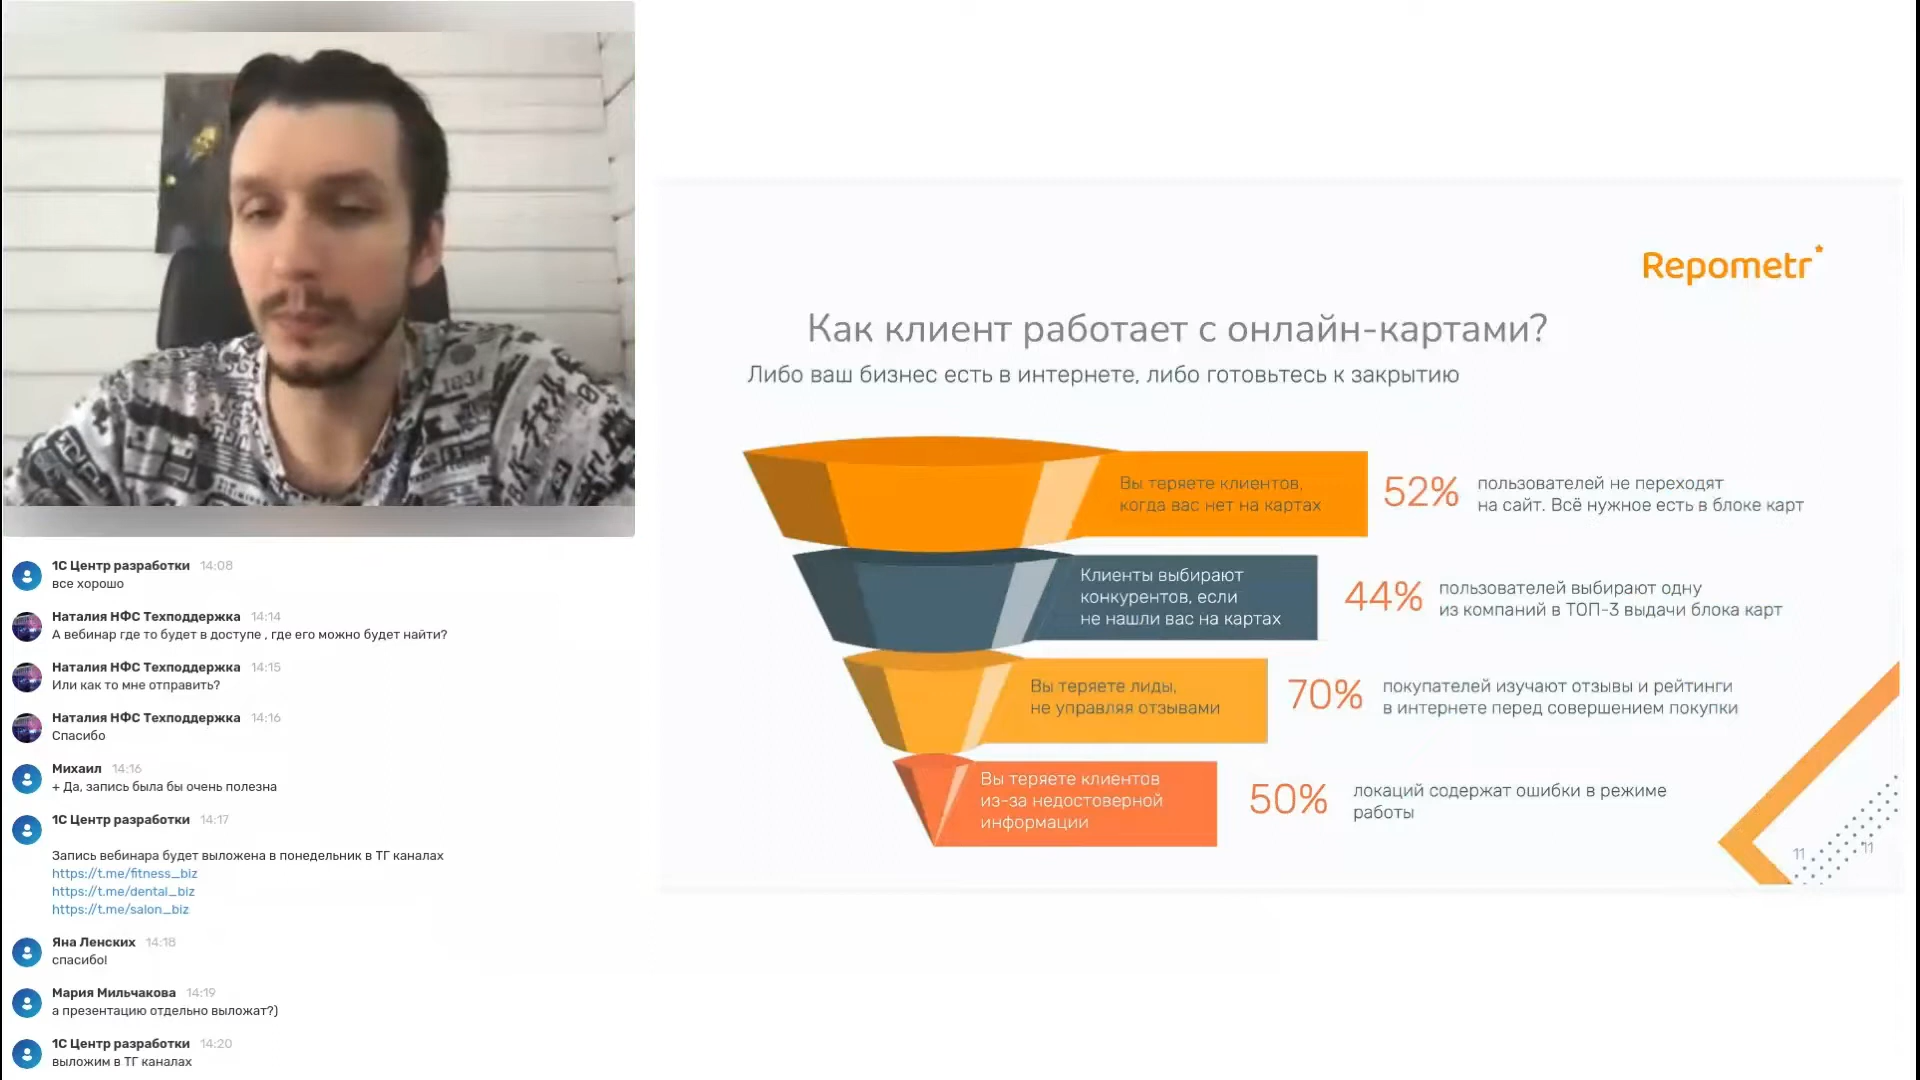 1С Центр разработки 14:08
все хорошо
Наталия НФС Техподдержка 14:14
А вебинар где то будет в доступе , где его можно будет найти?
Наталия НФС Техподдержка 14:15
Или как то мне отправить?
Наталия НФС Техподдержка 14:16
Спасибо
Михаил 14:16
+ Да, запись была бы очень полезна
1С Центр разработки 14:17
Запись вебинара будет выложена в понедельник в ТГ каналах
https://t.me/fitness_biz
https://t.me/dental_biz
https://t.me/salon_biz
Яна Ленских 14:18
спасибо!
Мария Мильчакова 14:19
а презентацию отдельно выложат?)
1С Центр разработки 14:20
выложим в ТГ каналах
Repometr
Как клиент работает с онлайн-картами?
Либо ваш бизнес есть в интернете, либо готовьтесь к закрытию
Вы теряете клиентов,
когда вас нет на картах
52%
пользователей не переходят
на сайт. Всё нужное есть в блоке карт
Клиенты выбирают
конкурентов, если
не нашли вас на картах
44%
пользователей выбирают одну
из компаний в ТОП-3 выдачи блока карт
Вы теряете лиды,
не управляя отзывами
70%
покупателей изучают отзывы и рейтинги
в интернете перед совершением покупки
Вы теряете клиентов
из-за недостоверной
информации
50%
локаций содержат ошибки в режиме
работы
11
11